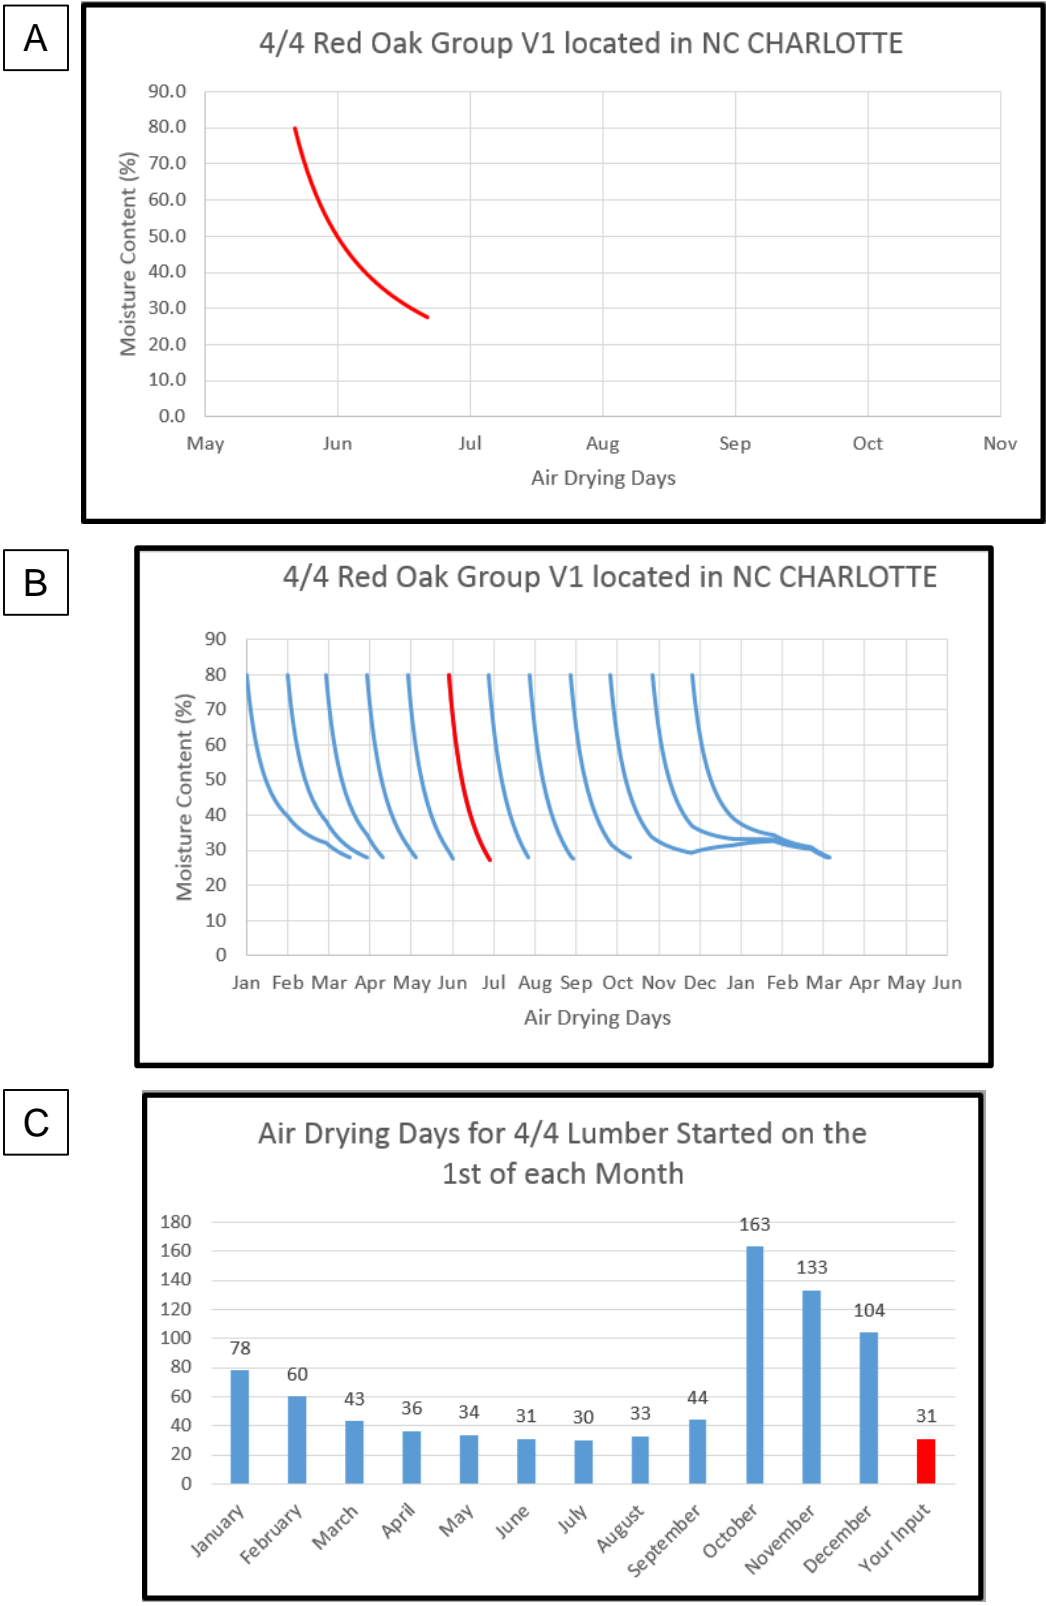 A
4/4 Red Oak Group V1 located in NC CHARLOTTE
Moisture Content (%)
90.0
80.0
70.0
60.0
50.0
40.0
30.0
20.0
10.0
0.0
May Jun Jul Aug Sep Oct Nov
Air Drying Days
B
4/4 Red Oak Group V1 located in NC CHARLOTTE
Moisture Content (%)
90
80
70
60
50
40
30
20
10
0
Jan Feb Mar Apr May Jun Jul Aug Sep Oct Nov Dec Jan Feb Mar Apr May Jun
Air Drying Days
C
Air Drying Days for 4/4 Lumber Started on the
1st of each Month
180
160
140
120
100
80
60
40
20
0
78 60 43 36 34 31 30 33 44 163 133 104 31
January February March April May June July August September October November December Your Input